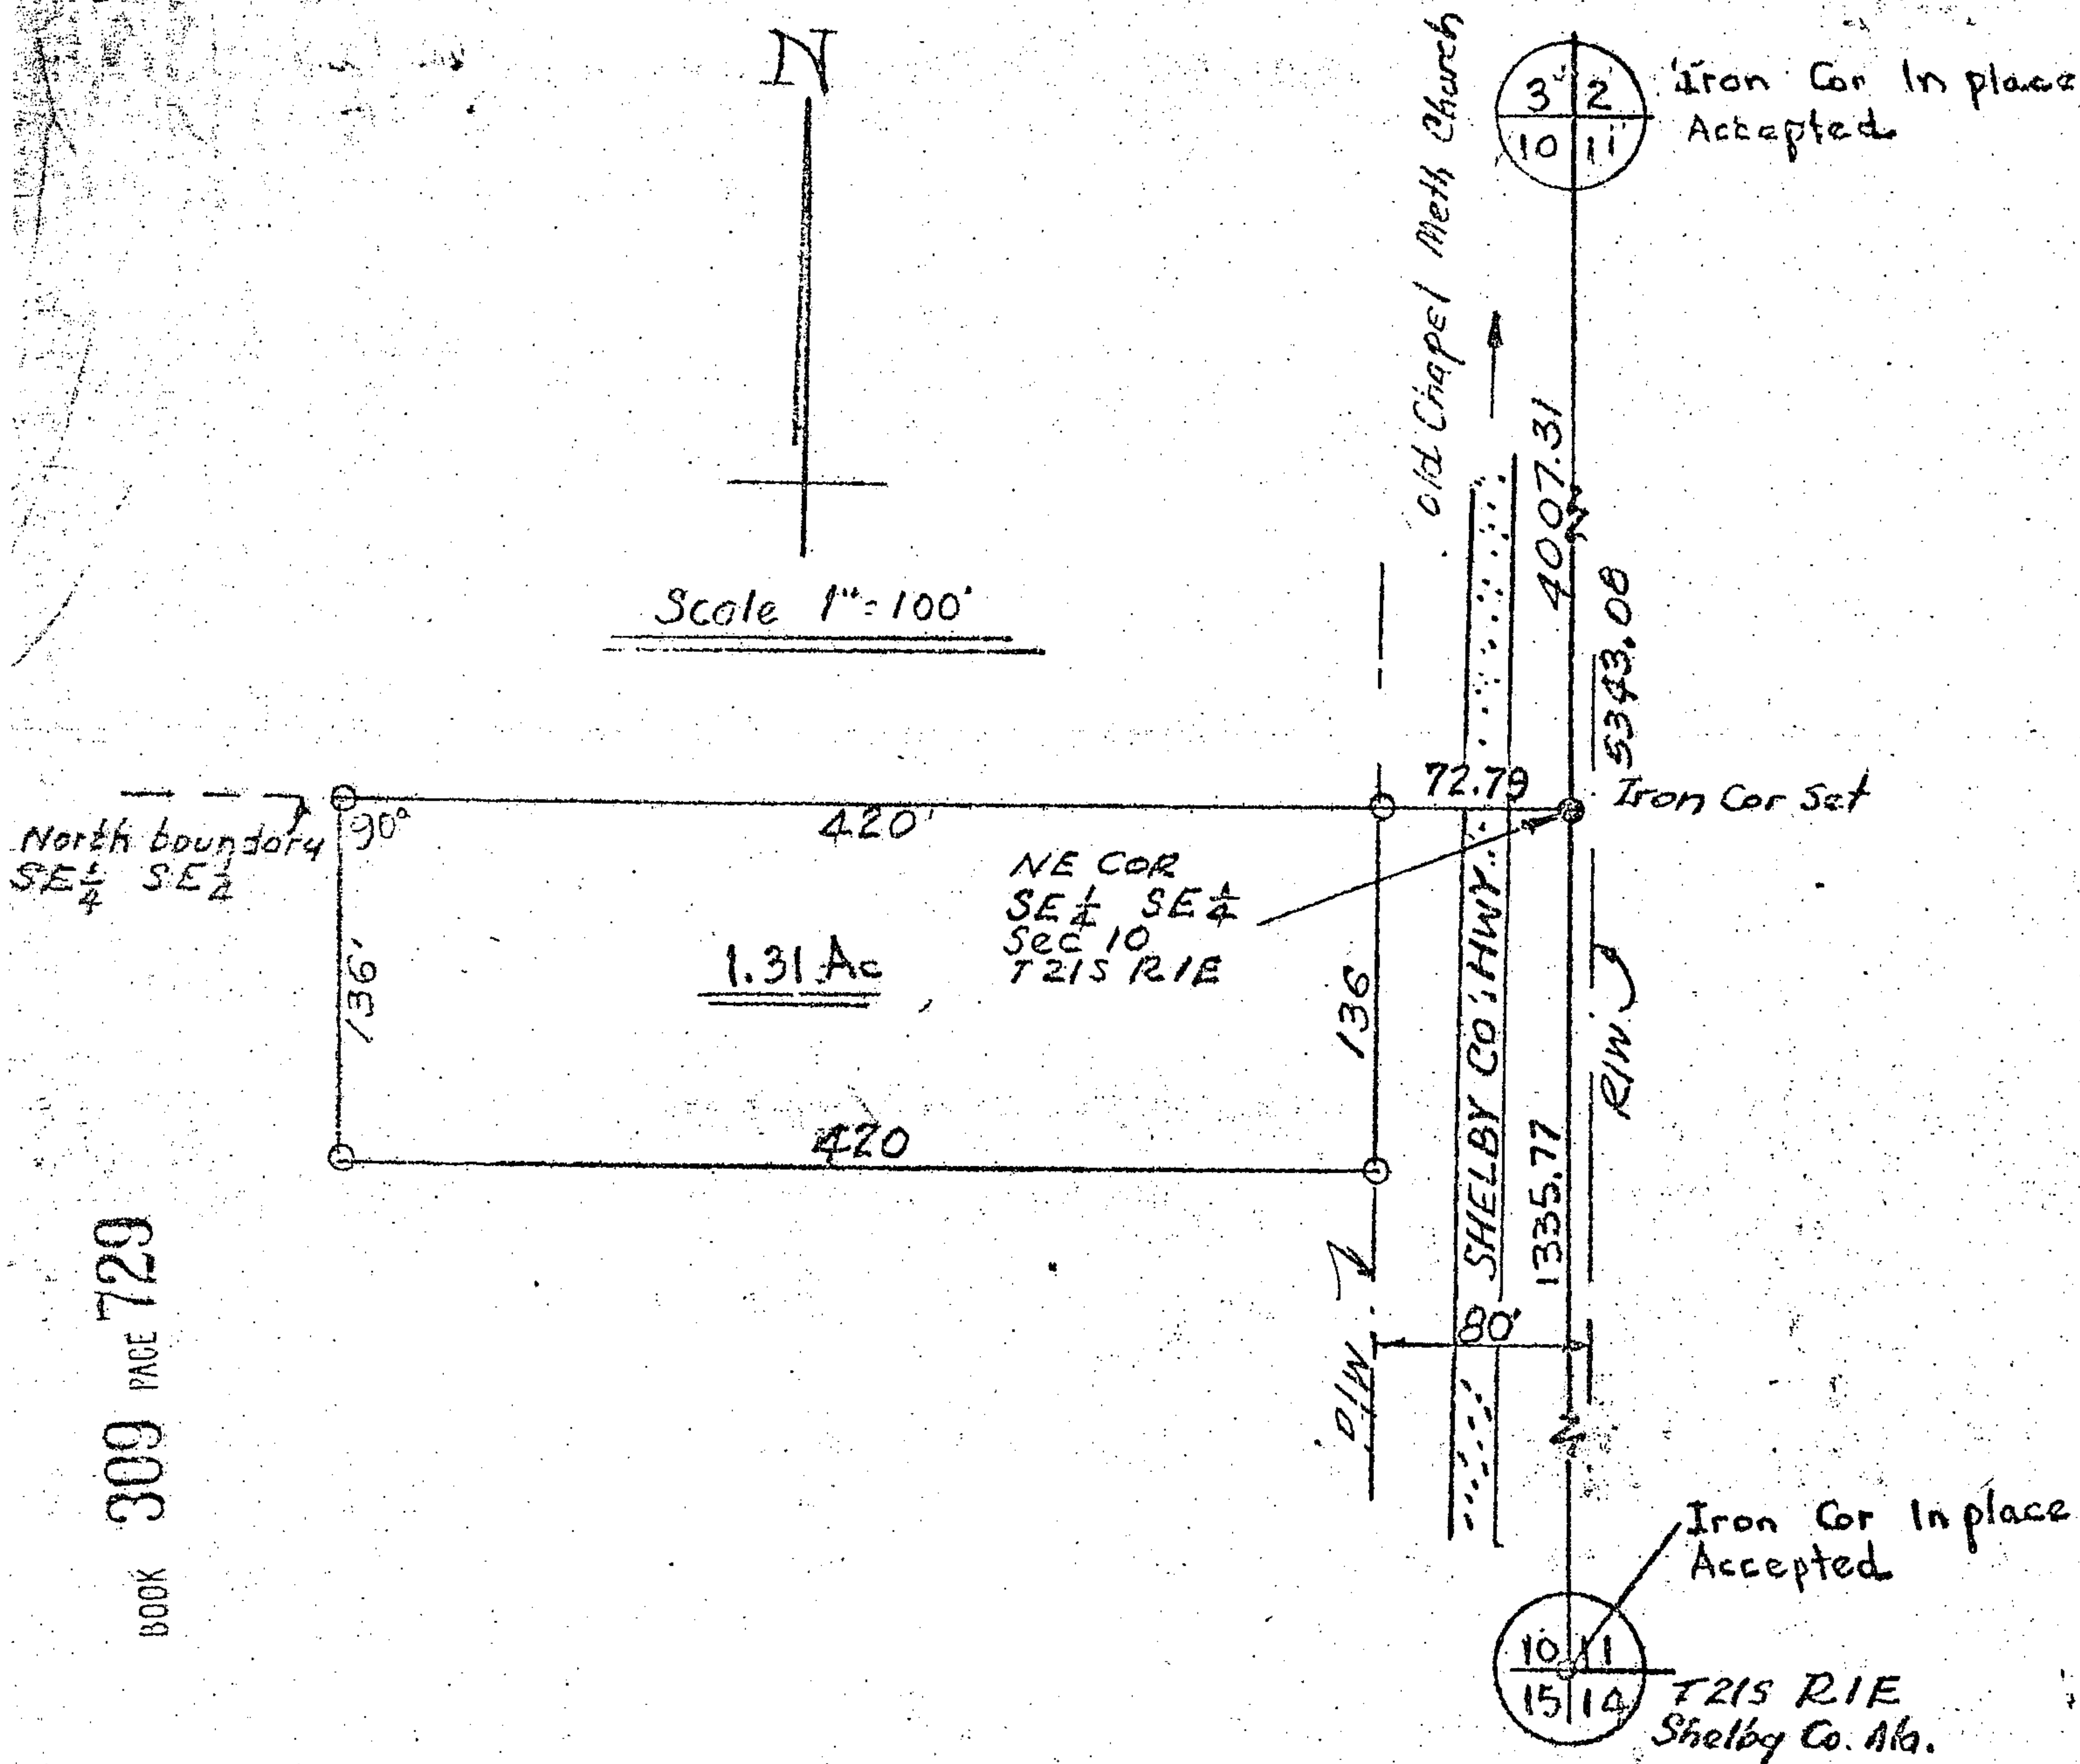 N
Old Chapel Meth Church
3 2
10 11
Iron Cor In place
Accepted
4007.31
5343.08
Scale 1"=100'
72.79
Iron Cor Set
North boundary
SE¼ SE¼
90°
420'
NE COR
SE¼ SE¼
Sec 10
T21S R1E
136'
1.31 Ac
136
SHELBY CO. HWY.
R/W
1335.77
420
80'
R/W
BOOK 309 PAGE 729
Iron Cor In place
Accepted
10 11
15 14
T21S R1E
Shelby Co. Ala.